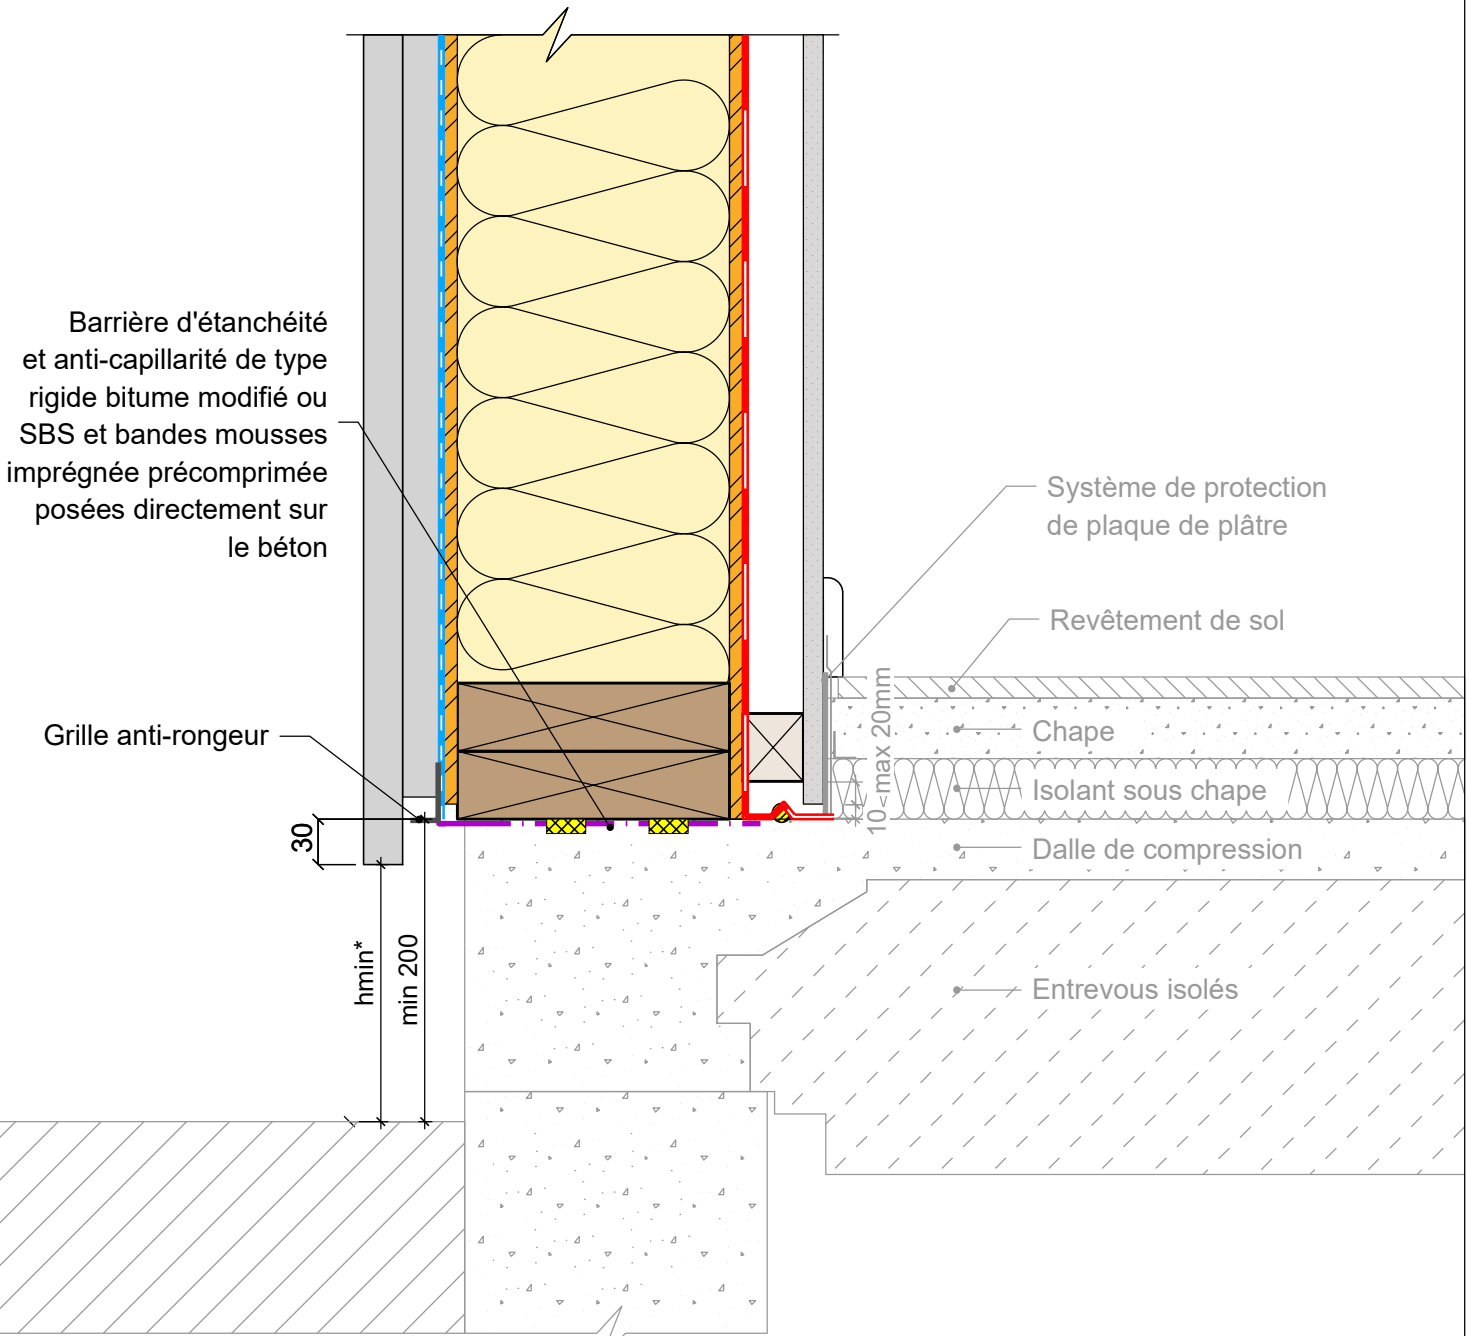 Barrière d'étanchéité
et anti-capillarité de type
rigide bitume modifié ou
SBS et bandes mousses
imprégnée précomprimée
posées directement sur
le béton
Grille anti-rongeur
30
hmin*
min 200
Système de protection
de plaque de plâtre
Revêtement de sol
10<max 20mm
Chape
Isolant sous chape
Dalle de compression
Entrevous isolés